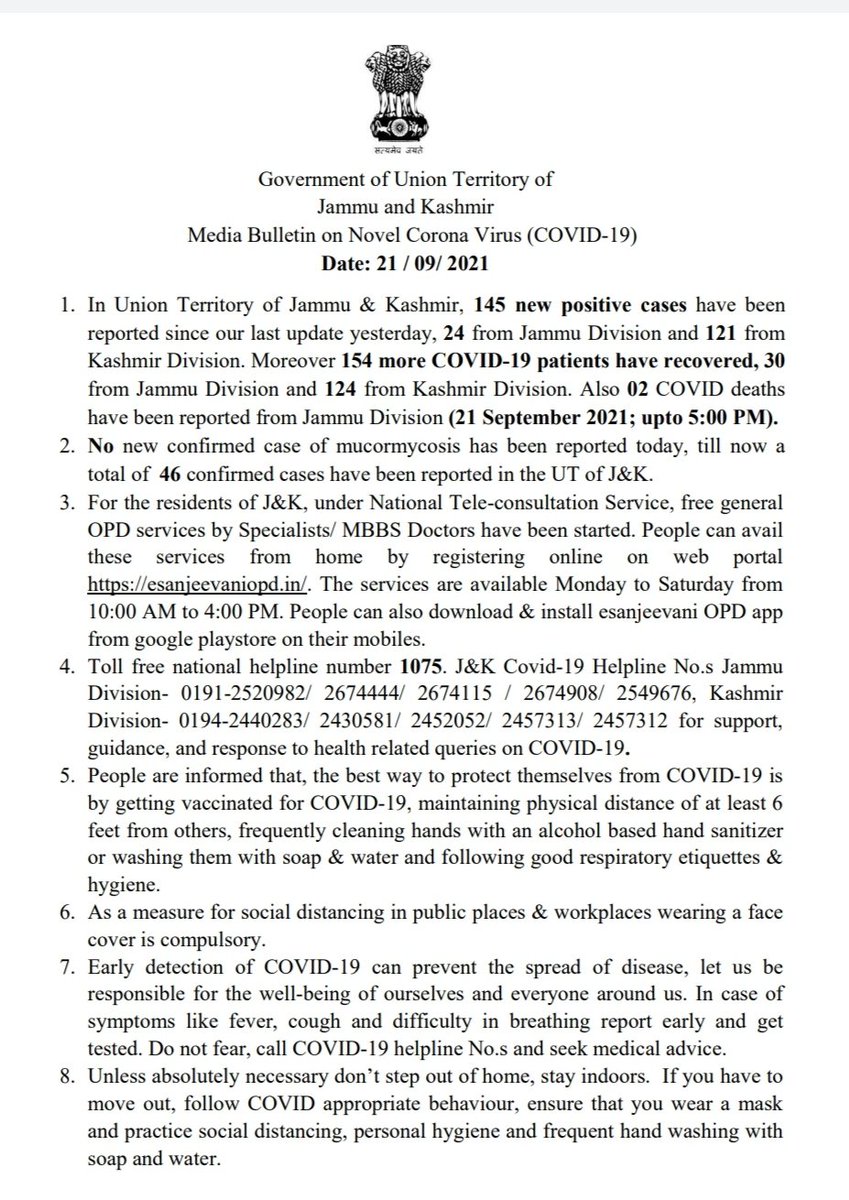 सत्यमेव जयते
Government of Union Territory of
Jammu and Kashmir
Media Bulletin on Novel Corona Virus (COVID-19)
Date: 21 / 09/ 2021
1. In Union Territory of Jammu & Kashmir, 145 new positive cases have been
reported since our last update yesterday, 24 from Jammu Division and 121 from
Kashmir Division. Moreover 154 more COVID-19 patients have recovered, 30
from Jammu Division and 124 from Kashmir Division. Also 02 COVID deaths
have been reported from Jammu Division (21 September 2021; upto 5:00 PM).
2. No new confirmed case of mucormycosis has been reported today, till now a
total of 46 confirmed cases have been reported in the UT of J&K.
3. For the residents of J&K, under National Tele-consultation Service, free general
OPD services by Specialists/ MBBS Doctors have been started. People can avail
these services from home by registering online on web portal
https://esanjeevaniopd.in/. The services are available Monday to Saturday from
10:00 AM to 4:00 PM. People can also download & install esanjeevani OPD app
from google playstore on their mobiles.
4. Toll free national helpline number 1075. J&K Covid-19 Helpline No.s Jammu
Division- 0191-2520982/ 2674444/ 2674115 / 2674908/ 2549676, Kashmir
Division- 0194-2440283/ 2430581/ 2452052/ 2457313/ 2457312 for support,
guidance, and response to health related queries on COVID-19.
5. People are informed that, the best way to protect themselves from COVID-19 is
by getting vaccinated for COVID-19, maintaining physical distance of at least 6
feet from others, frequently cleaning hands with an alcohol based hand sanitizer
or washing them with soap & water and following good respiratory etiquettes &
hygiene.
6. As a measure for social distancing in public places & workplaces wearing a face
cover is compulsory.
7. Early detection of COVID-19 can prevent the spread of disease, let us be
responsible for the well-being of ourselves and everyone around us. In case of
symptoms like fever, cough and difficulty in breathing report early and get
tested. Do not fear, call COVID-19 helpline No.s and seek medical advice.
8. Unless absolutely necessary don’t step out of home, stay indoors. If you have to
move out, follow COVID appropriate behaviour, ensure that you wear a mask
and practice social distancing, personal hygiene and frequent hand washing with
soap and water.